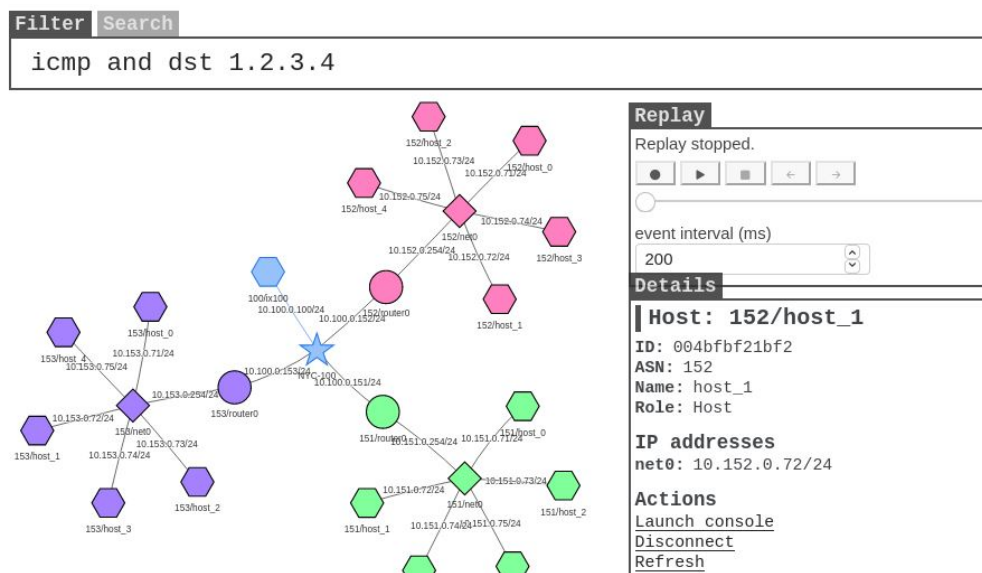 Filter Search
icmp and dst 1.2.3.4
152/host_2
10.152.0.73/24
152/host_0
10.152.0.71/24
152/host_4
10.152.0.75/24
152/net0
10.152.0.74/24
152/host_3
10.152.0.254/24
10.152.0.72/24
152/host_1
152/router0
100/ix100
10.100.0.100/24
10.100.0.152/24
NYC-100
10.100.0.153/24
10.100.0.151/24
153/host_0
153/host_4
10.153.0.71/24
10.153.0.75/24
10.153.0.254/24
153/router0
10.153.0.72/24
153/net0
10.153.0.73/24
153/host_1
10.153.0.74/24
153/host_2
153/host_3
151/router0
10.151.0.254/24
151/host_0
10.151.0.71/24
10.151.0.73/24
151/host_2
151/net0
10.151.0.72/24
151/host_1
10.151.0.74/24
10.151.0.75/24
Replay
Replay stopped.
event interval (ms)
200
Details
Host: 152/host_1
ID: 004bfbf21bf2
ASN: 152
Name: host_1
Role: Host
IP addresses
net0: 10.152.0.72/24
Actions
Launch console
Disconnect
Refresh